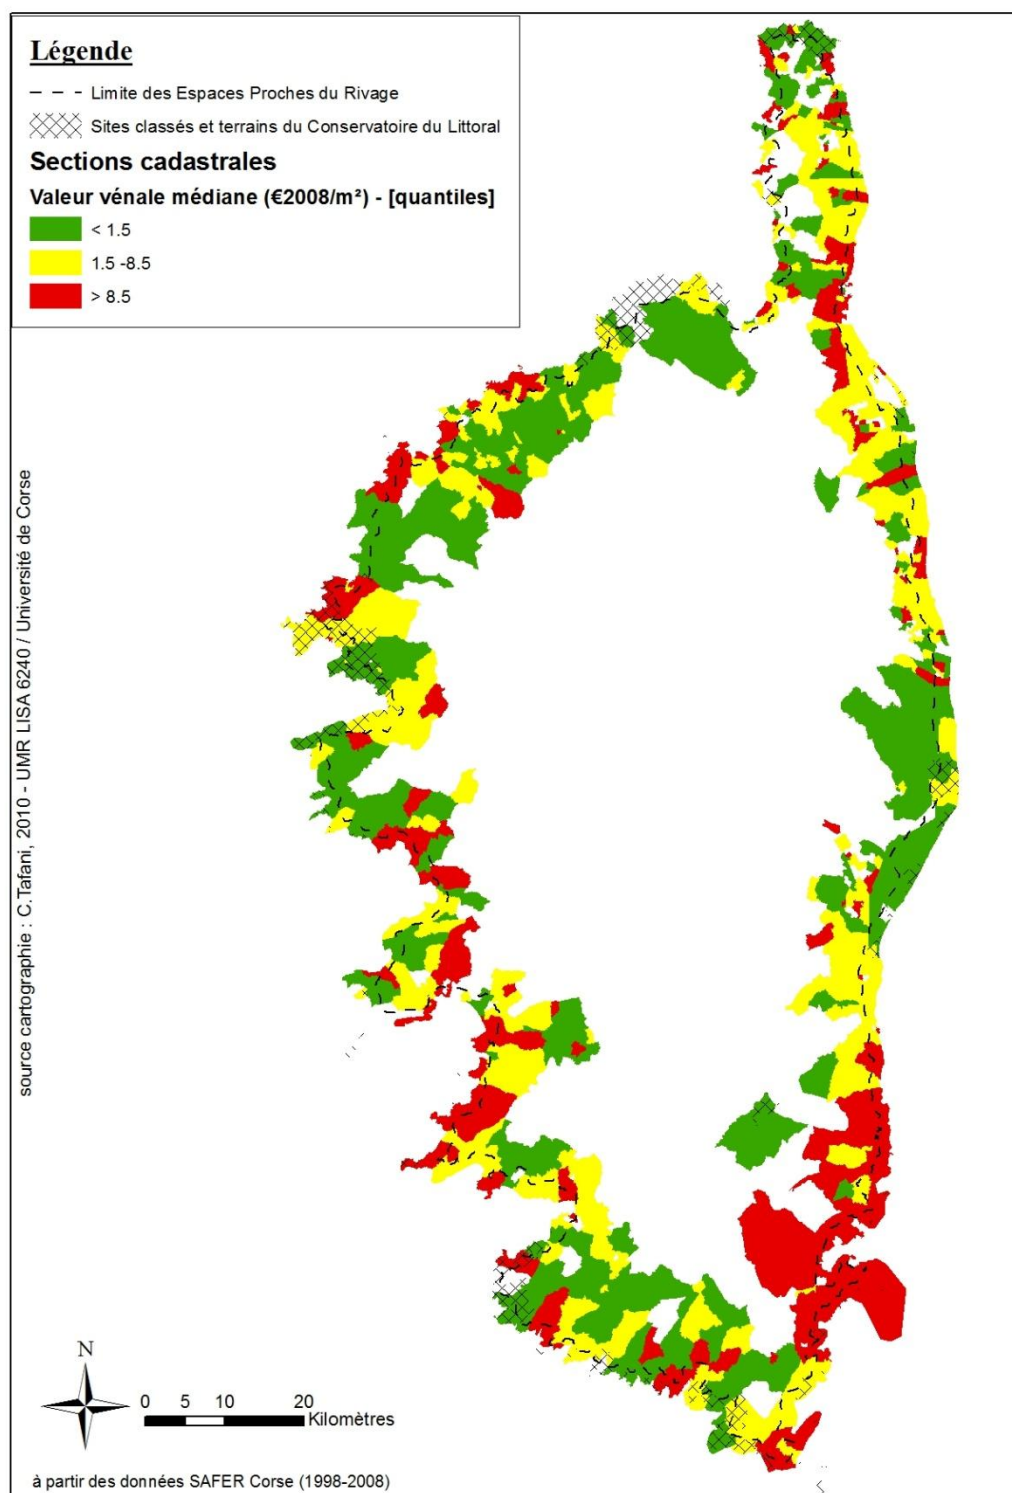 Légende
Limite des Espaces Proches du Rivage
Sites classés et terrains du Conservatoire du Littoral
Sections cadastrales
Valeur vénale médiane (€2008/m²) - [quantiles]
< 1.5
1.5 -8.5
> 8.5
source cartographie : C.Tafani, 2010 - UMR LISA 6240 / Université de Corse
N
0 5 10 20
Kilomètres
à partir des données SAFER Corse (1998-2008)